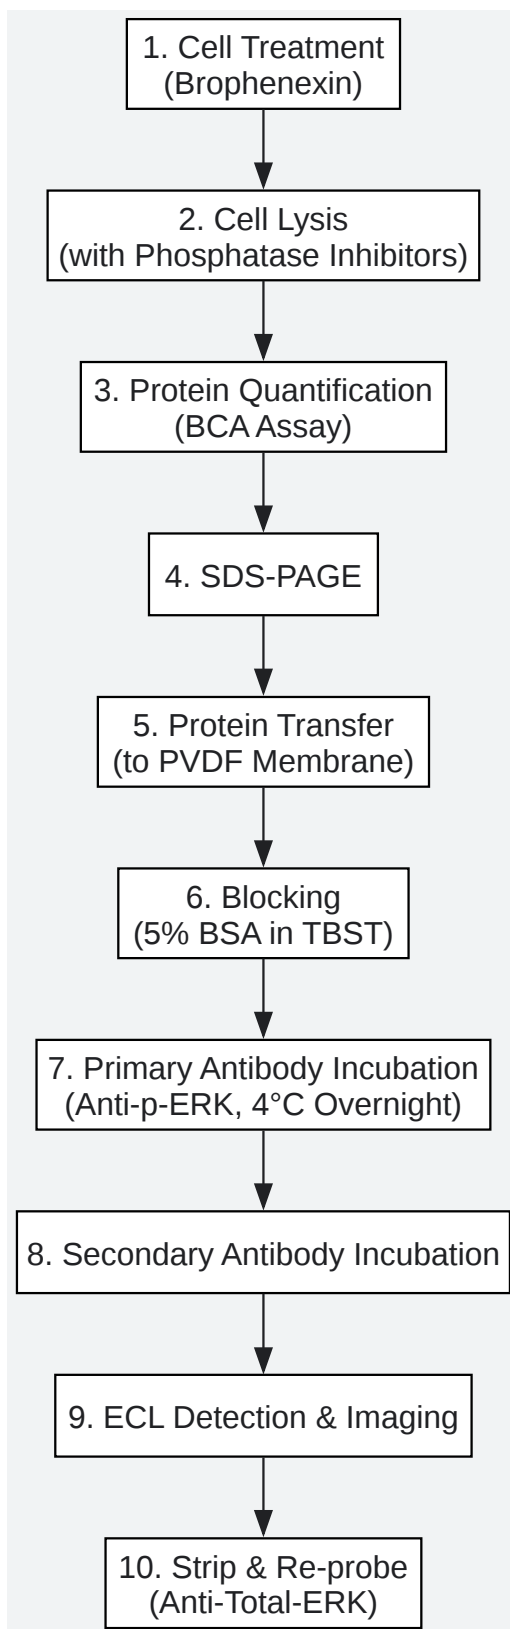 1. Cell Treatment
(Brophenexin)
2. Cell Lysis
(with Phosphatase Inhibitors)
3. Protein Quantification
(BCA Assay)
4. SDS-PAGE
5. Protein Transfer
(to PVDF Membrane)
6. Blocking
(5% BSA in TBST)
7. Primary Antibody Incubation
(Anti-p-ERK, 4°C Overnight)
8. Secondary Antibody Incubation
9. ECL Detection & Imaging
10. Strip & Re-probe
(Anti-Total-ERK)